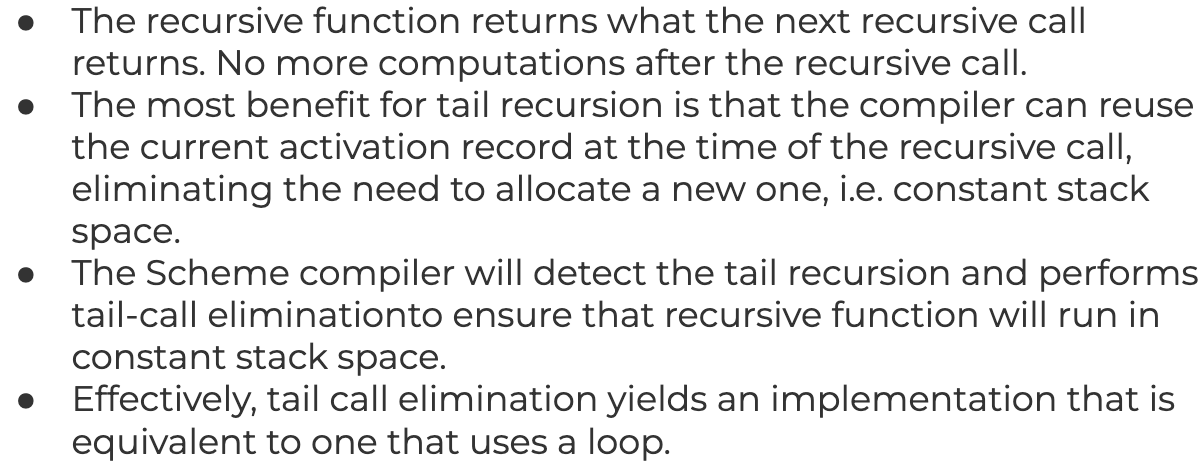 ● The recursive function returns what the next recursive call
returns. No more computations after the recursive call.
● The most benefit for tail recursion is that the compiler can reuse
the current activation record at the time of the recursive call,
eliminating the need to allocate a new one, i.e. constant stack
space.
● The Scheme compiler will detect the tail recursion and performs
tail-call eliminationto ensure that recursive function will run in
constant stack space.
● Effectively, tail call elimination yields an implementation that is
equivalent to one that uses a loop.